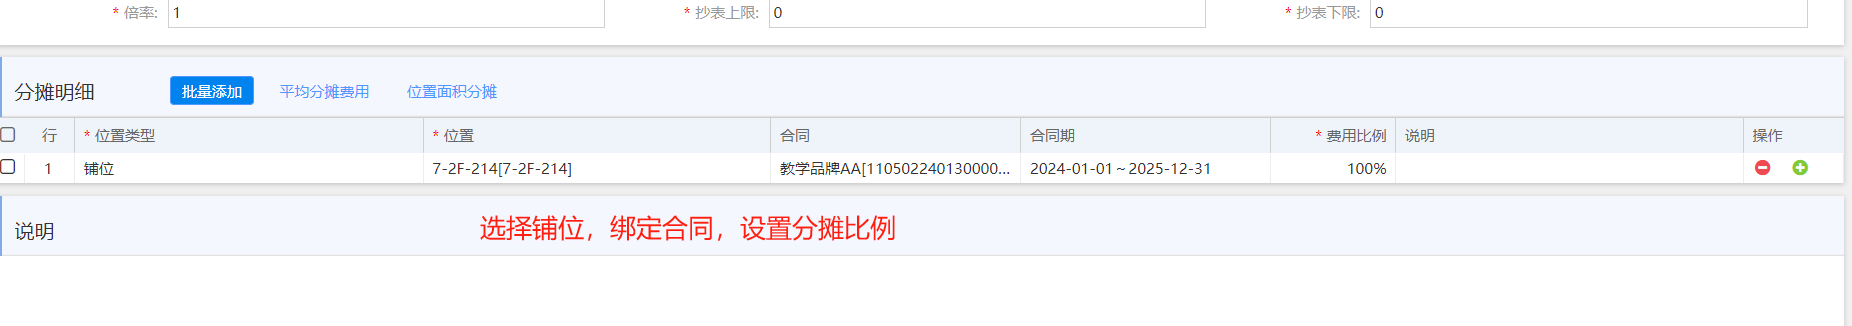 * 倍率: 1 * 抄表上限: 0 * 抄表下限: 0
分摊明细 批量添加 平均分摊费用 位置面积分摊
行 * 位置类型 * 位置 合同 合同期 * 费用比例 说明 操作
1 铺位 7-2F-214[7-2F-214] 教学品牌AA[110502240130000... 2024-01-01～2025-12-31 100%
说明 选择铺位，绑定合同，设置分摊比例